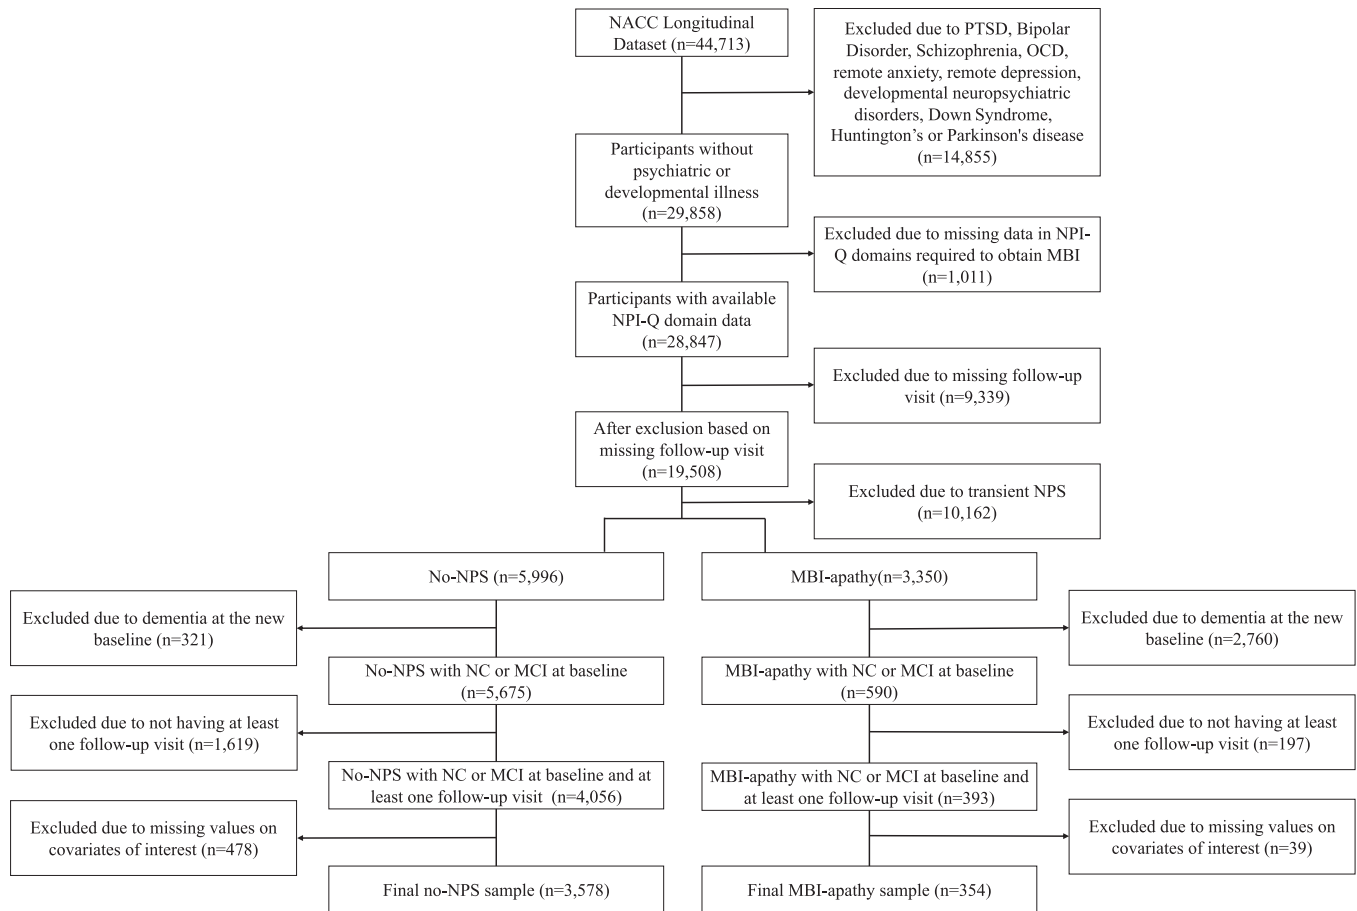 NACC Longitudinal
Dataset (n=44,713)
Excluded due to PTSD, Bipolar
Disorder, Schizophrenia, OCD,
remote anxiety, remote depression,
developmental neuropsychiatric
disorders, Down Syndrome,
Huntington’s or Parkinson's disease
(n=14,855)
Participants without
psychiatric or
developmental illness
(n=29,858)
Excluded due to missing data in NPI-
Q domains required to obtain MBI
(n=1,011)
Participants with available
NPI-Q domain data
(n=28,847)
Excluded due to missing follow-up
visit (n=9,339)
After exclusion based on
missing follow-up visit
(n=19,508)
Excluded due to transient NPS
(n=10,162)
No-NPS (n=5,996)
MBI-apathy(n=3,350)
Excluded due to dementia at the new
baseline (n=321)
Excluded due to dementia at the new
baseline (n=2,760)
No-NPS with NC or MCI at baseline
(n=5,675)
MBI-apathy with NC or MCI at baseline
(n=590)
Excluded due to not having at least
one follow-up visit (n=1,619)
Excluded due to not having at least
one follow-up visit (n=197)
No-NPS with NC or MCI at baseline and at
least one follow-up visit (n=4,056)
MBI-apathy with NC or MCI at baseline and
at least one follow-up visit (n=393)
Excluded due to missing values on
covariates of interest (n=478)
Excluded due to missing values on
covariates of interest (n=39)
Final no-NPS sample (n=3,578)
Final MBI-apathy sample (n=354)